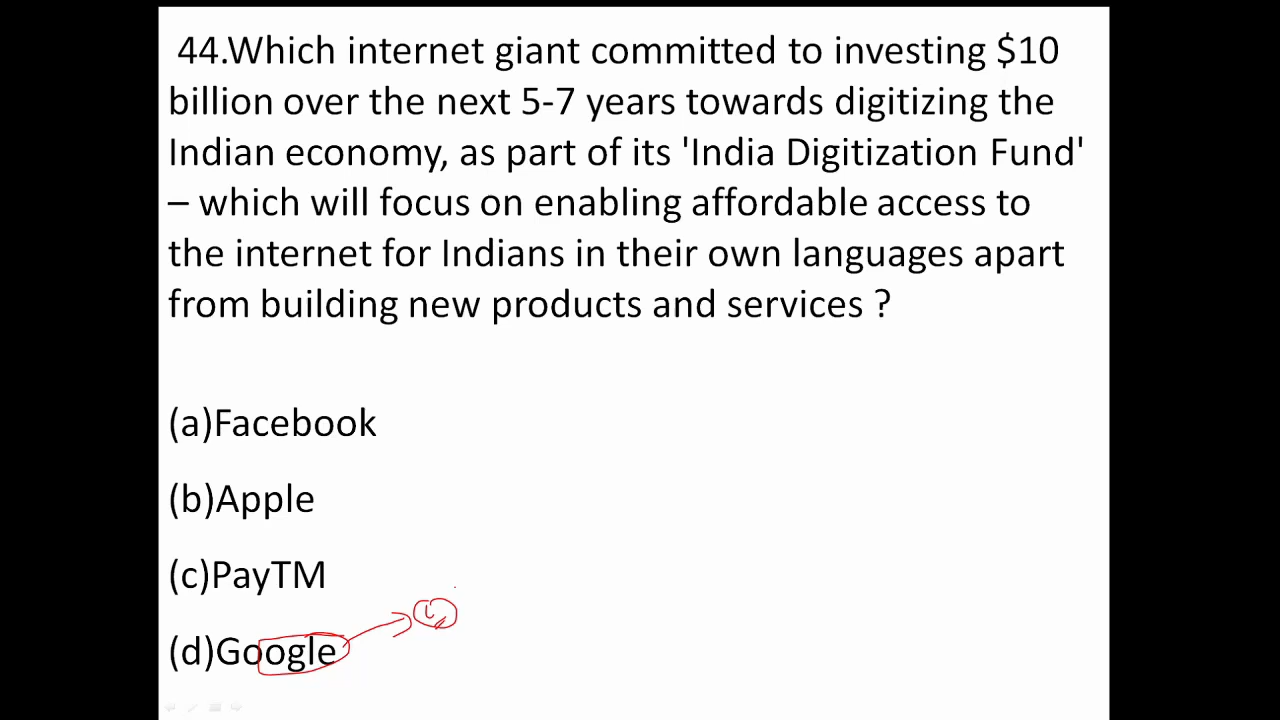 44.Which internet giant committed to investing $10
billion over the next 5-7 years towards digitizing the
Indian economy, as part of its 'India Digitization Fund'
– which will focus on enabling affordable access to
the internet for Indians in their own languages apart
from building new products and services ?
(a)Facebook
(b)Apple
(c)PayTM
(d)Google